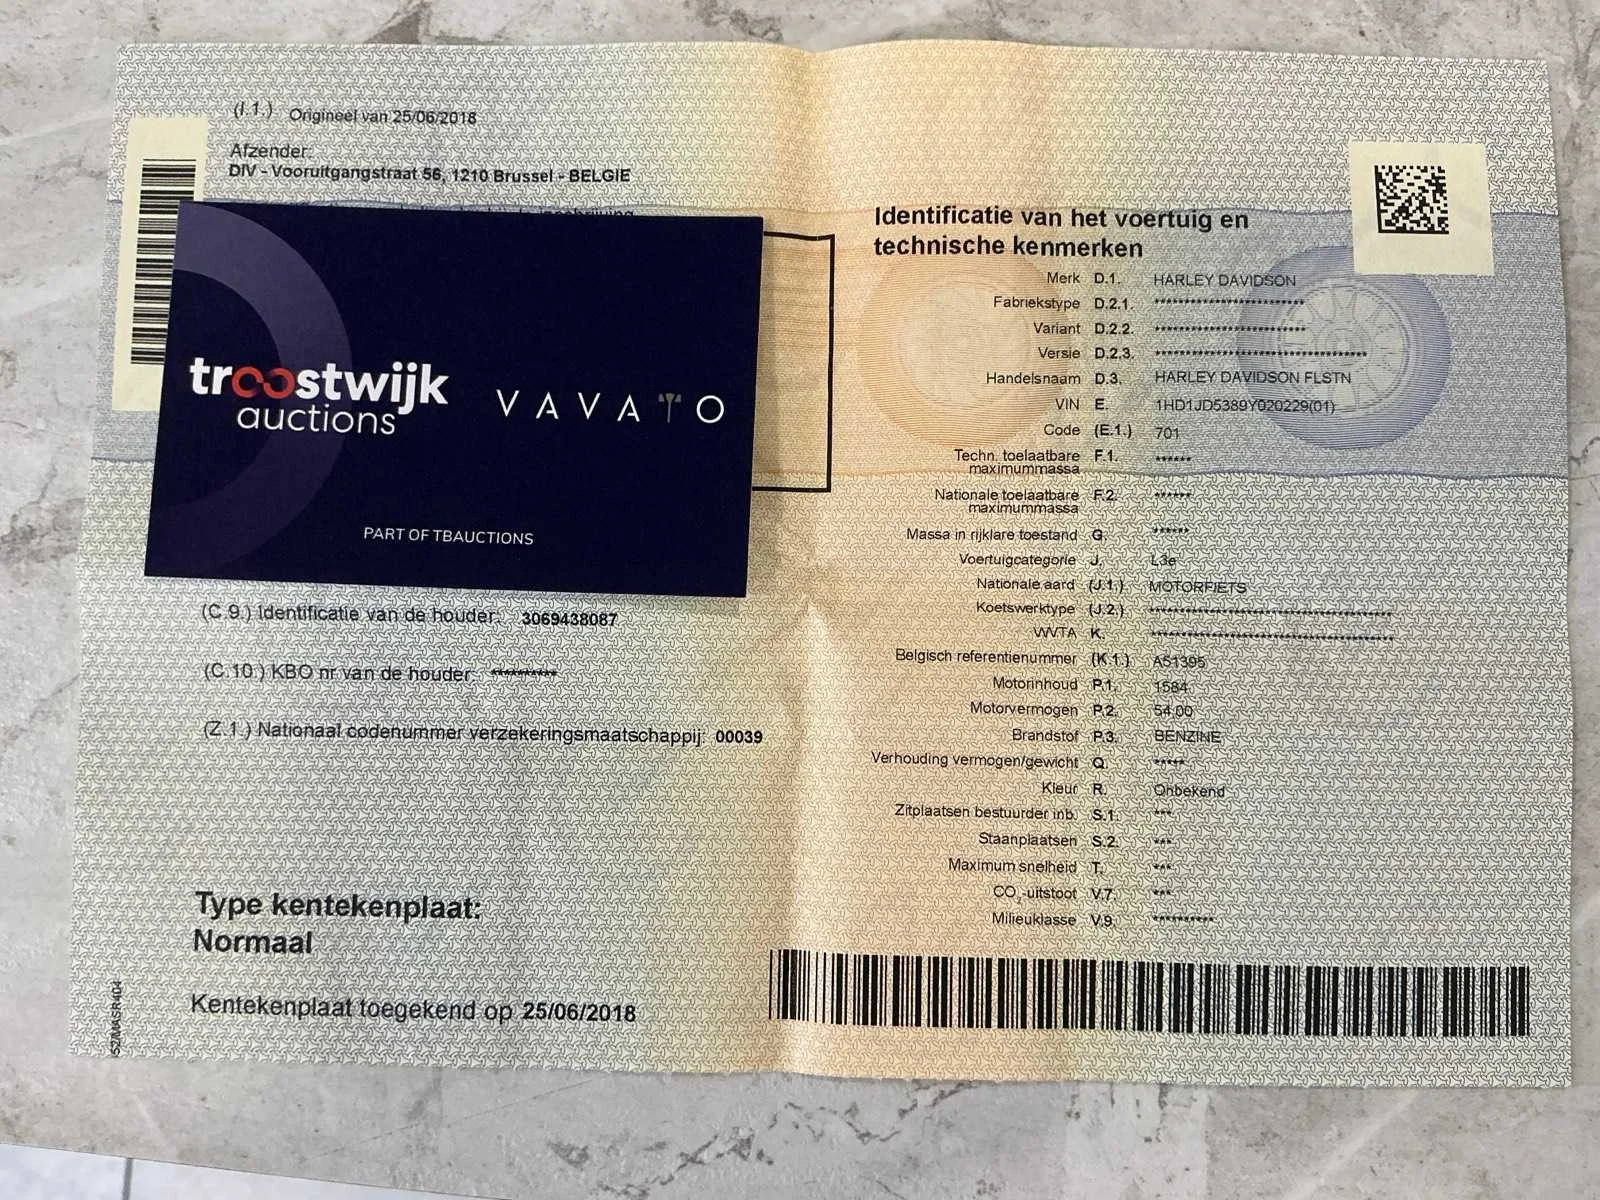 (I.1.) Origineel van 25/06/2018
Afzender:
DIV - Vooruitgangstraat 56, 1210 Brussel - BELGIE
troostwijk
auctions
VAVATO
PART OF TBAUCTIONS
(C.9.) Identificatie van de houder: 3069438087
(C.10.) KBO nr van de houder: **********
(Z.1.) Nationaal codenummer verzekeringsmaatschappij: 00039
Type kentekenplaat:
Normaal
Kentekenplaat toegekend op 25/06/2018
Identificatie van het voertuig en
technische kenmerken
Merk D.1. HARLEY DAVIDSON
Fabriekstype D.2.1. *************************
Variant D.2.2. *************************
Versie D.2.3. ***********************************
Handelsnaam D.3. HARLEY DAVIDSON FLSTN
VIN E. 1HD1JD5389Y020229(01)
Code (E.1.) 701
Techn. toelaatbare F.1. ******
maximummassa
Nationale toelaatbare F.2. ******
maximummassa
Massa in rijklare toestand G. ******
Voertuigcategorie J. L3e
Nationale aard (J.1.) MOTORFIETS
Koetswerktype (J.2.) ****************************************
WVTA K. ****************************************
Belgisch referentienummer (K.1.) A51395
Motorinhoud P.1. 1584
Motorvermogen P.2. 54.00
Brandstof P.3. BENZINE
Verhouding vermogen/gewicht Q. *****
Kleur R. Onbekend
Zitplaatsen bestuurder inb. S.1. ***
Staanplaatsen S.2. ***
Maximum snelheid T. ***
CO2-uitstoot V.7. ***
Milieuklasse V.9. **********